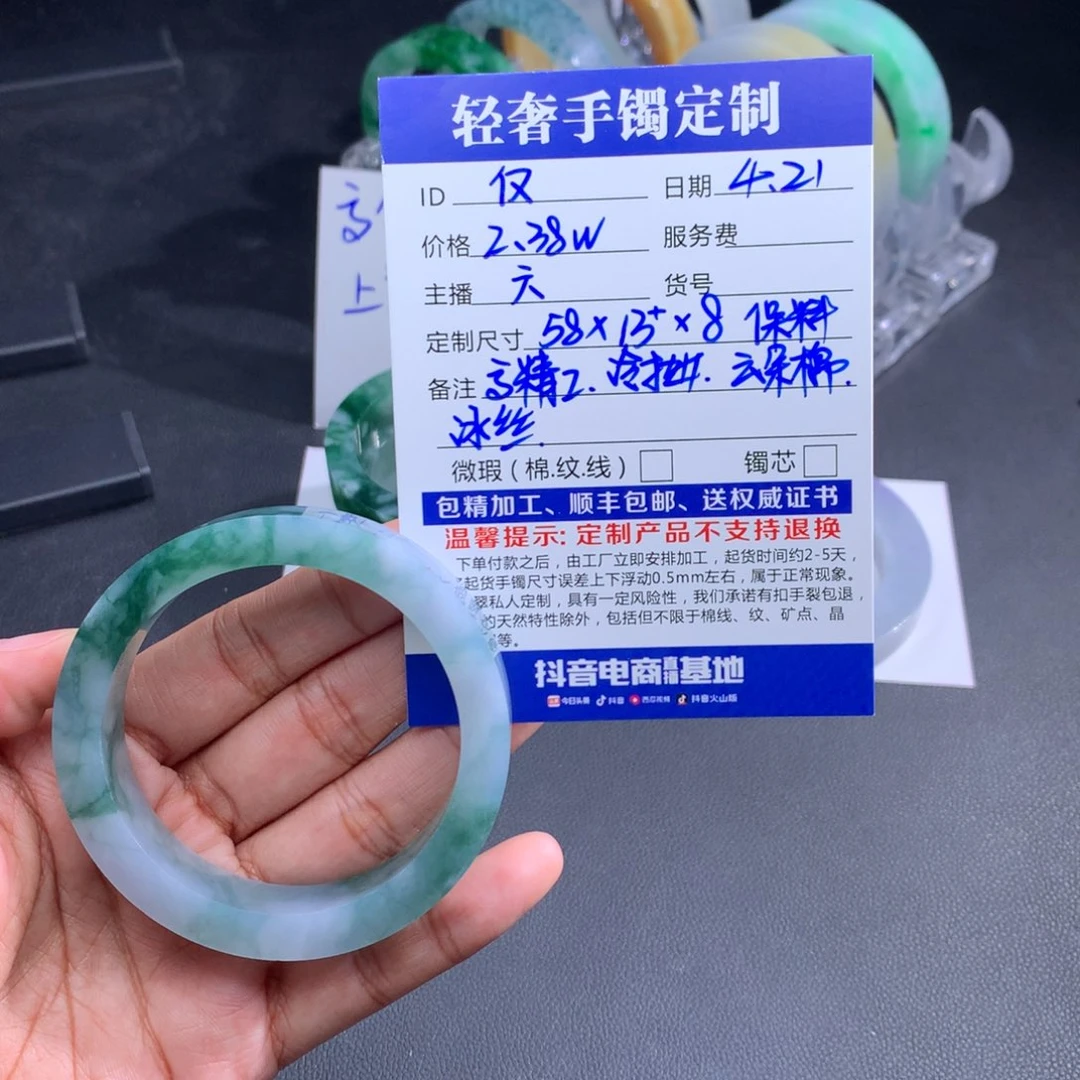 轻奢手镯定制
ID 仅 日期 4、21
价格 2、38W 服务费
主播 六 货号
定制尺寸 58×13⁺×8 保料
备注 高精工. 冷抛. 云朵棉.
冰丝.
微瑕(棉.纹.线) 镯芯
包精加工、顺丰包邮、送权威证书
温馨提示: 定制产品不支持退换
下单付款之后,由工厂立即安排加工,起货时间约2-5天,
起货手镯尺寸误差上下浮动0.5mm左右,属于正常现象。
翠私人定制,具有一定风险性,我们承诺有扣手裂包退,
的天然特性除外,包括但不限于棉线、纹、矿点、晶
等。
抖音电商直播基地
今日头条 抖音 西瓜视频 抖音火山版
高
上